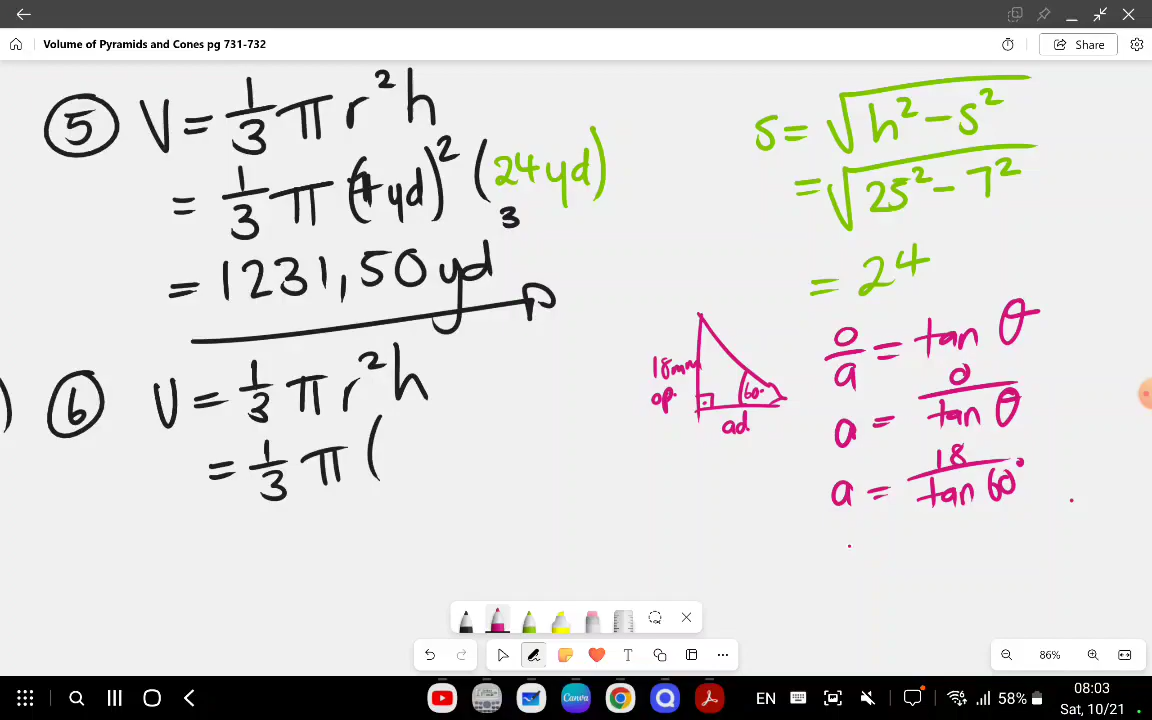 Volume of Pyramids and Cones pg 731-732
Share
5 V = 1/3 π r² h
= 1/3 π (7 yd)² (24 yd)
= 1231,50 yd³
s = √h² − s²
= √25² − 7²
= 24
6 V = 1/3 π r² h
= 1/3 π (
18mm
op.
60°
ad
o/a = tan θ
a = o/tan θ
a = 18/tan 60°
86%
EN
58%
08:03
Sat, 10/21
Canva